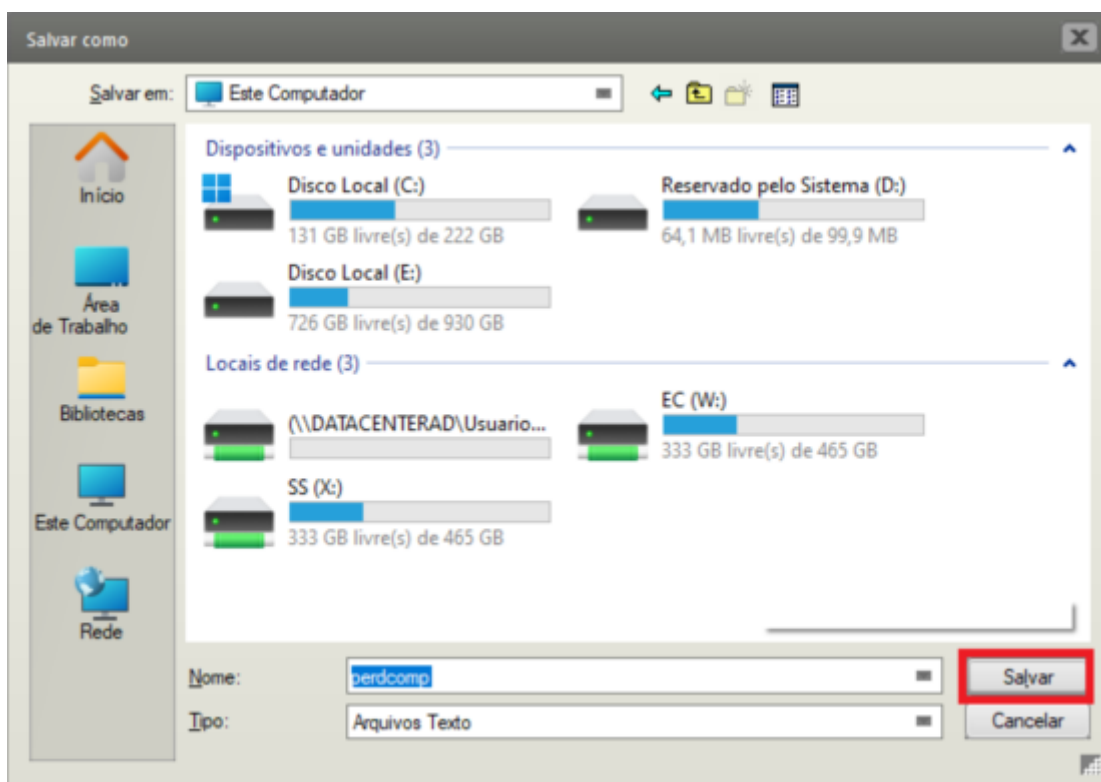 Salvar como
Salvar em: Este Computador
Início
Área
de Trabalho
Bibliotecas
Este Computador
Rede
Dispositivos e unidades (3)
Disco Local (C:)
131 GB livre(s) de 222 GB
Reservado pelo Sistema (D:)
64,1 MB livre(s) de 99,9 MB
Disco Local (E:)
726 GB livre(s) de 930 GB
Locais de rede (3)
(\\DATACENTERAD\Usuario...
EC (W:)
333 GB livre(s) de 465 GB
SS (X:)
333 GB livre(s) de 465 GB
Nome: perdcomp Salvar
Tipo: Arquivos Texto Cancelar